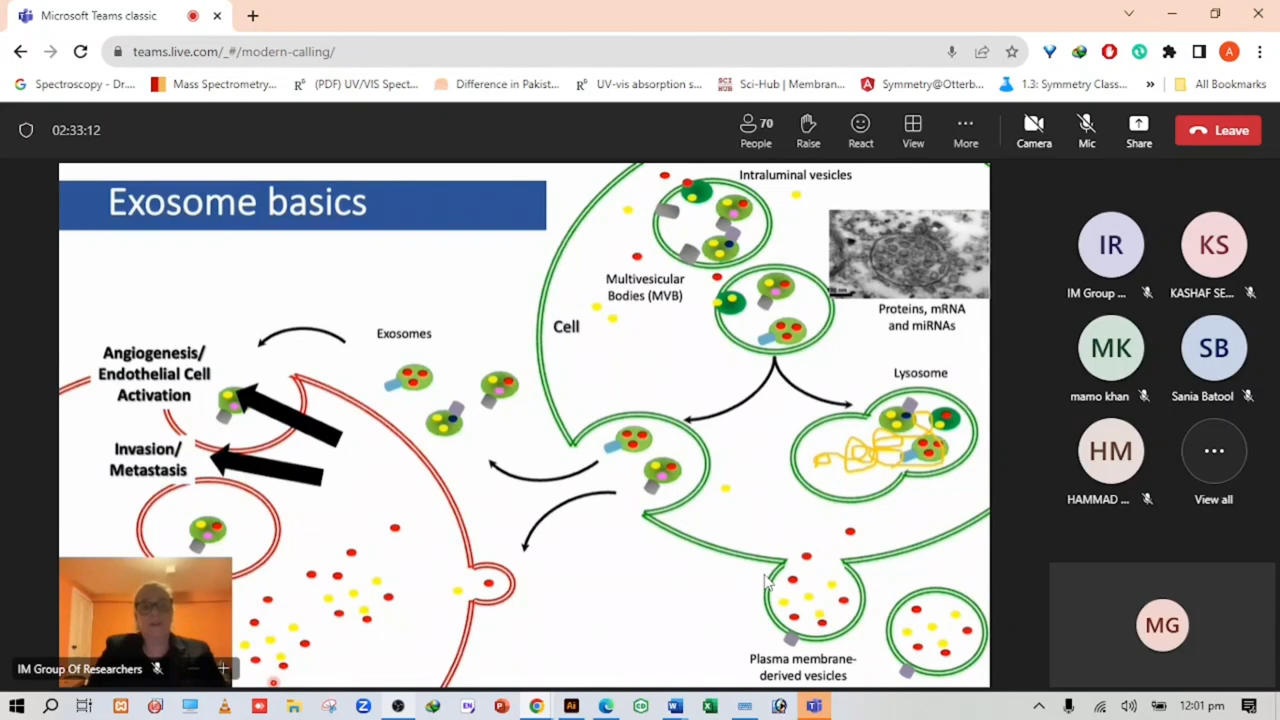 Microsoft Teams classic
teams.live.com/_#/modern-calling/
A
Spectroscopy - Dr....
Mass Spectrometry...
(PDF) UV/VIS Spect...
Difference in Pakist...
UV-vis absorption s...
SCI HUB
Sci-Hub | Membran...
Symmetry@Otterb...
1.3: Symmetry Class...
»
All Bookmarks
02:33:12
70
People
Raise
React
View
More
Camera
Mic
Share
Leave
Exosome basics
Intraluminal vesicles
Multivesicular
Bodies (MVB)
Proteins, mRNA
and miRNAs
Cell
Exosomes
Lysosome
Angiogenesis/
Endothelial Cell
Activation
Invasion/
Metastasis
Plasma membrane-
derived vesicles
IM Group Of Researchers
IR
IM Group ...
KS
KASHAF SE...
MK
mamo khan
SB
Sania Batool
HM
HAMMAD ...
...
View all
MG
12:01 pm